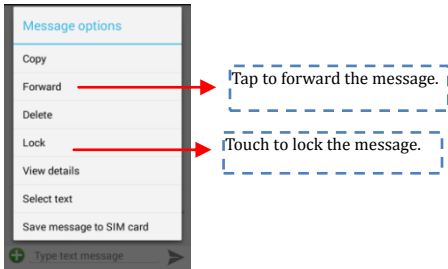 Message options
Copy
Forward
Tap to forward the message.
Delete
Lock
Touch to lock the message.
View details
Select text
Save message to SIM card
Type text message